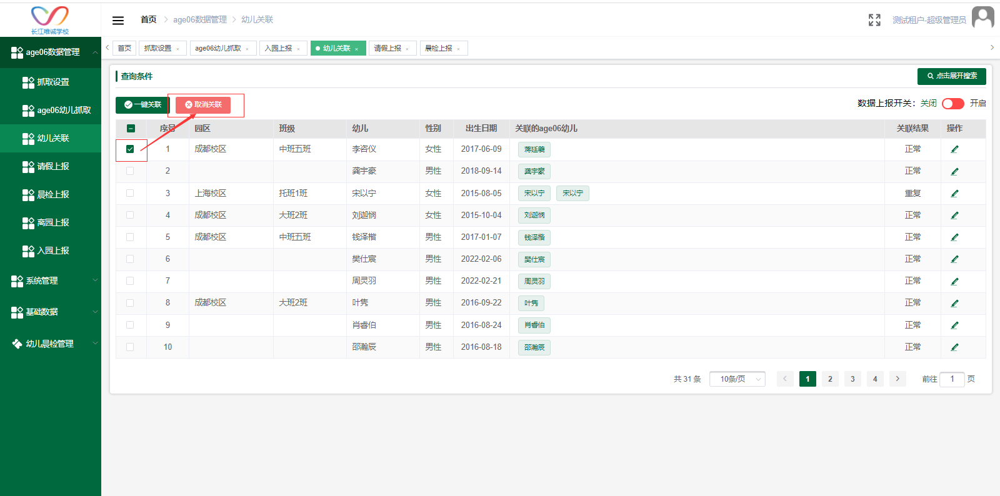 长江唯诚学校
首页 > age06数据管理 > 幼儿关联
测试租户-超级管理员
首页 抓取设置 × age06幼儿抓取 × 入园上报 × 幼儿关联 × 请假上报 × 晨检上报 ×
age06数据管理
抓取设置
age06幼儿抓取
幼儿关联
请假上报
晨检上报
离园上报
入园上报
系统管理
基础数据
幼儿晨检管理
查询条件
点击展开搜索
一键关联 取消关联
数据上报开关: 关闭 开启
序号 园区 班级 幼儿 性别 出生日期 关联的age06幼儿 关联结果 操作
1 成都校区 中班五班 李咨仪 女性 2017-06-09 蒋廷羲 正常
2 龚宇豪 男性 2018-09-14 龚宇豪 正常
3 上海校区 托班1班 宋以宁 女性 2015-08-05 宋以宁 宋以宁 重复
4 成都校区 大班2班 刘迦悯 女性 2015-10-04 刘迦悯 正常
5 成都校区 中班五班 钱泽楷 男性 2017-01-07 钱泽楷 正常
6 樊仕宸 男性 2022-02-06 樊仕宸 正常
7 周灵羽 男性 2022-02-21 周灵羽 正常
8 成都校区 大班2班 叶隽 男性 2016-09-22 叶隽 正常
9 肖睿伯 男性 2016-08-24 肖睿伯 正常
10 邵瀚辰 男性 2016-08-18 邵瀚辰 正常
共 31 条 10条/页 < 1 2 3 4 > 前往 1 页